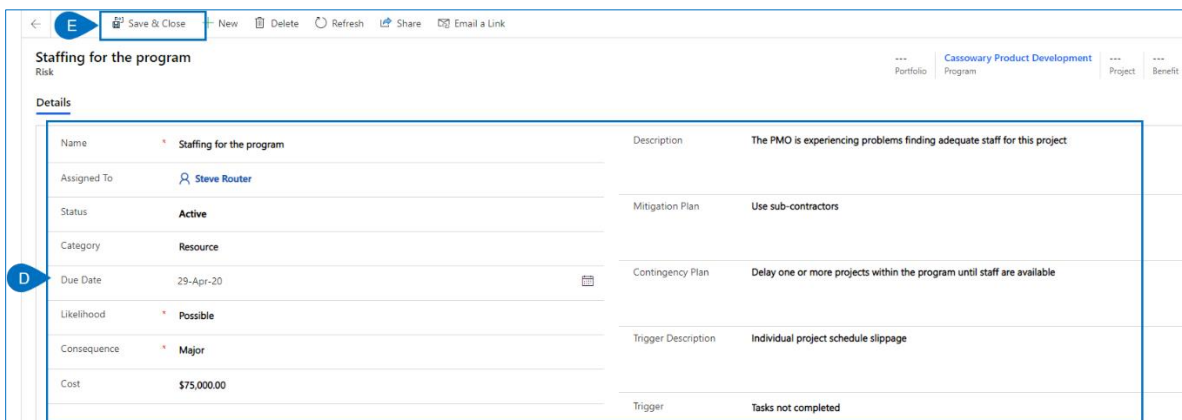 E Save & Close New Delete Refresh Share Email a Link
Staffing for the program
Risk
--- Cassowary Product Development --- ---
Portfolio Program Project Benefit
Details
Name * Staffing for the program
Assigned To Steve Router
Status Active
Category Resource
D Due Date 29-Apr-20
Likelihood * Possible
Consequence * Major
Cost $75,000.00
Description The PMO is experiencing problems finding adequate staff for this project
Mitigation Plan Use sub-contractors
Contingency Plan Delay one or more projects within the program until staff are available
Trigger Description Individual project schedule slippage
Trigger Tasks not completed